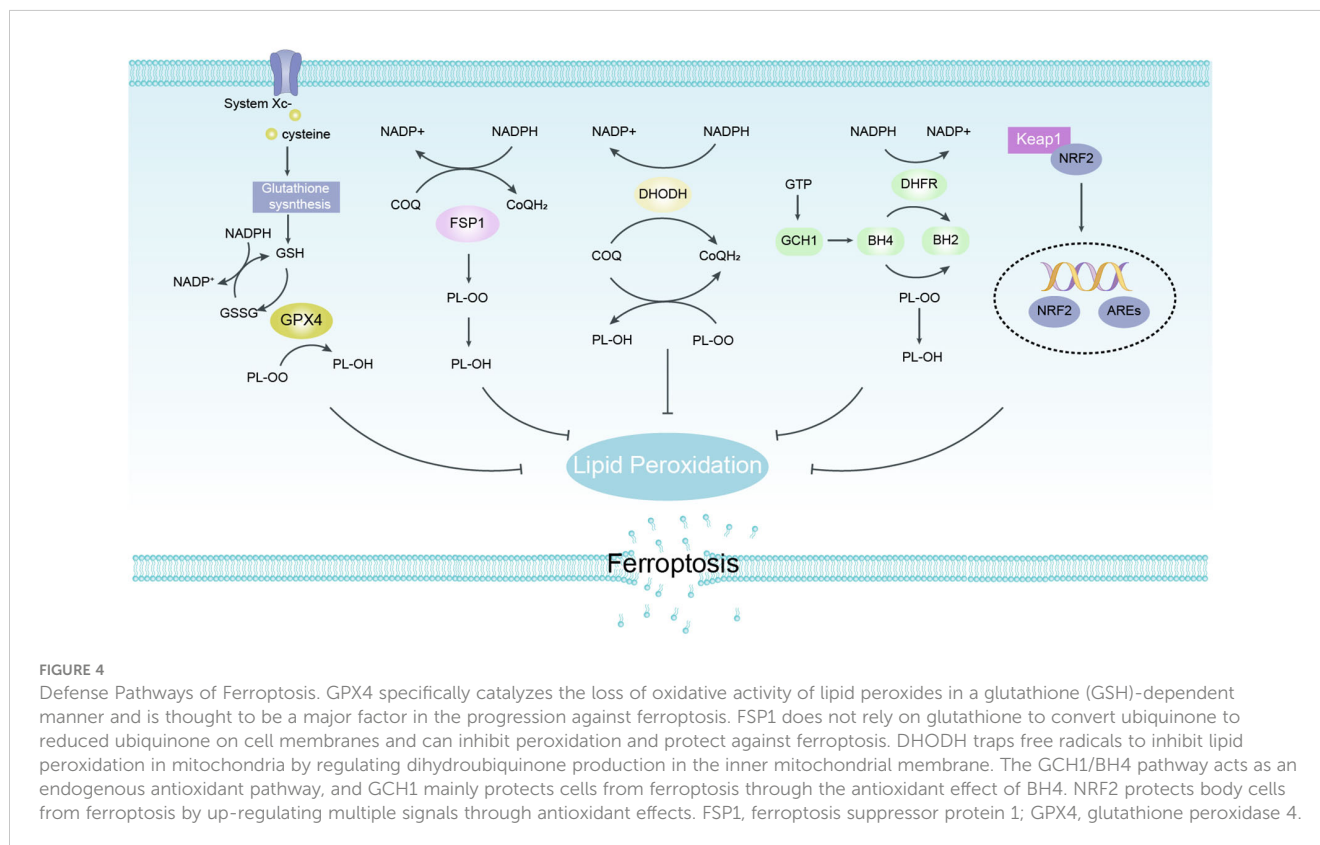 System Xc-
cysteine
Glutathione
sysnthesis
NADPH
GSH
NADP+
GSSG
GPX4
PL-OO
PL-OH
NADP+
NADPH
COQ
CoQH₂
FSP1
PL-OO
PL-OH
NADP+
NADPH
DHODH
COQ
CoQH₂
PL-OH
PL-OO
NADPH
NADP+
DHFR
GTP
GCH1
BH4
BH2
PL-OO
PL-OH
Keap1
NRF2
NRF2
AREs
Lipid Peroxidation
Ferroptosis
FIGURE 4
Defense Pathways of Ferroptosis. GPX4 specifically catalyzes the loss of oxidative activity of lipid peroxides in a glutathione (GSH)-dependent
manner and is thought to be a major factor in the progression against ferroptosis. FSP1 does not rely on glutathione to convert ubiquinone to
reduced ubiquinone on cell membranes and can inhibit peroxidation and protect against ferroptosis. DHODH traps free radicals to inhibit lipid
peroxidation in mitochondria by regulating dihydroubiquinone production in the inner mitochondrial membrane. The GCH1/BH4 pathway acts as an
endogenous antioxidant pathway, and GCH1 mainly protects cells from ferroptosis through the antioxidant effect of BH4. NRF2 protects body cells
from ferroptosis by up-regulating multiple signals through antioxidant effects. FSP1, ferroptosis suppressor protein 1; GPX4, glutathione peroxidase 4.